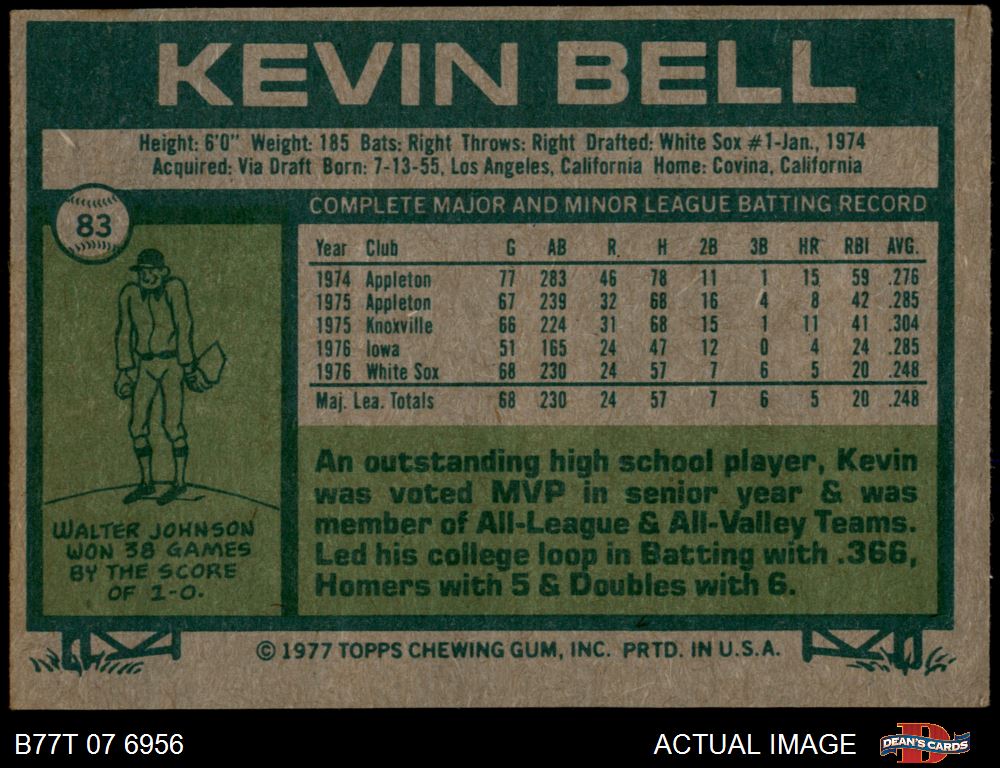 KEVIN BELL
Height: 6'0" Weight: 185 Bats: Right Throws: Right Drafted: White Sox #1-Jan., 1974
Acquired: Via Draft Born: 7-13-55, Los Angeles, California Home: Covina, California
83
COMPLETE MAJOR AND MINOR LEAGUE BATTING RECORD
Year Club G AB R H 2B 3B HR RBI AVG.
1974 Appleton 77 283 46 78 11 1 15 59 .276
1975 Appleton 67 239 32 68 16 4 8 42 .285
1975 Knoxville 66 224 31 68 15 1 11 41 .304
1976 Iowa 51 165 24 47 12 0 4 24 .285
1976 White Sox 68 230 24 57 7 6 5 20 .248
Maj. Lea. Totals 68 230 24 57 7 6 5 20 .248
An outstanding high school player, Kevin
was voted MVP in senior year & was
member of All-League & All-Valley Teams.
Led his college loop in Batting with .366,
Homers with 5 & Doubles with 6.
WALTER JOHNSON
WON 38 GAMES
BY THE SCORE
OF 1-0.
© 1977 TOPPS CHEWING GUM, INC. PRTD. IN U.S.A.
B77T 07 6956
ACTUAL IMAGE
DEAN'S CARDS